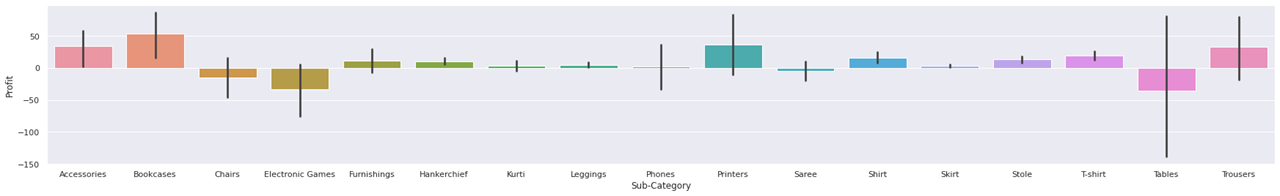 50
0
−50
−100
−150
Profit
Accessories Bookcases Chairs Electronic Games Furnishings Hankerchief Kurti Leggings Phones Printers Saree Shirt Skirt Stole T-shirt Tables Trousers
Sub-Category